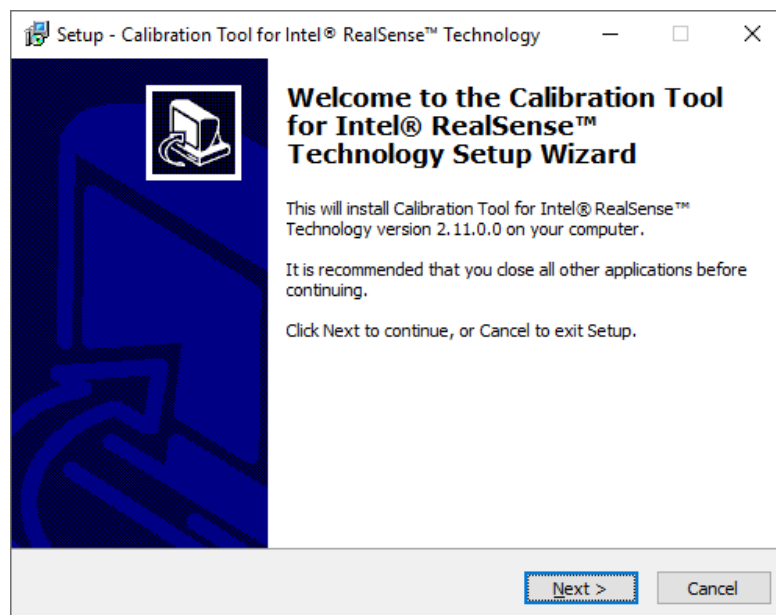 Setup - Calibration Tool for Intel® RealSense™ Technology
Welcome to the Calibration Tool
for Intel® RealSense™
Technology Setup Wizard
This will install Calibration Tool for Intel® RealSense™
Technology version 2.11.0.0 on your computer.
It is recommended that you close all other applications before
continuing.
Click Next to continue, or Cancel to exit Setup.
Next >
Cancel